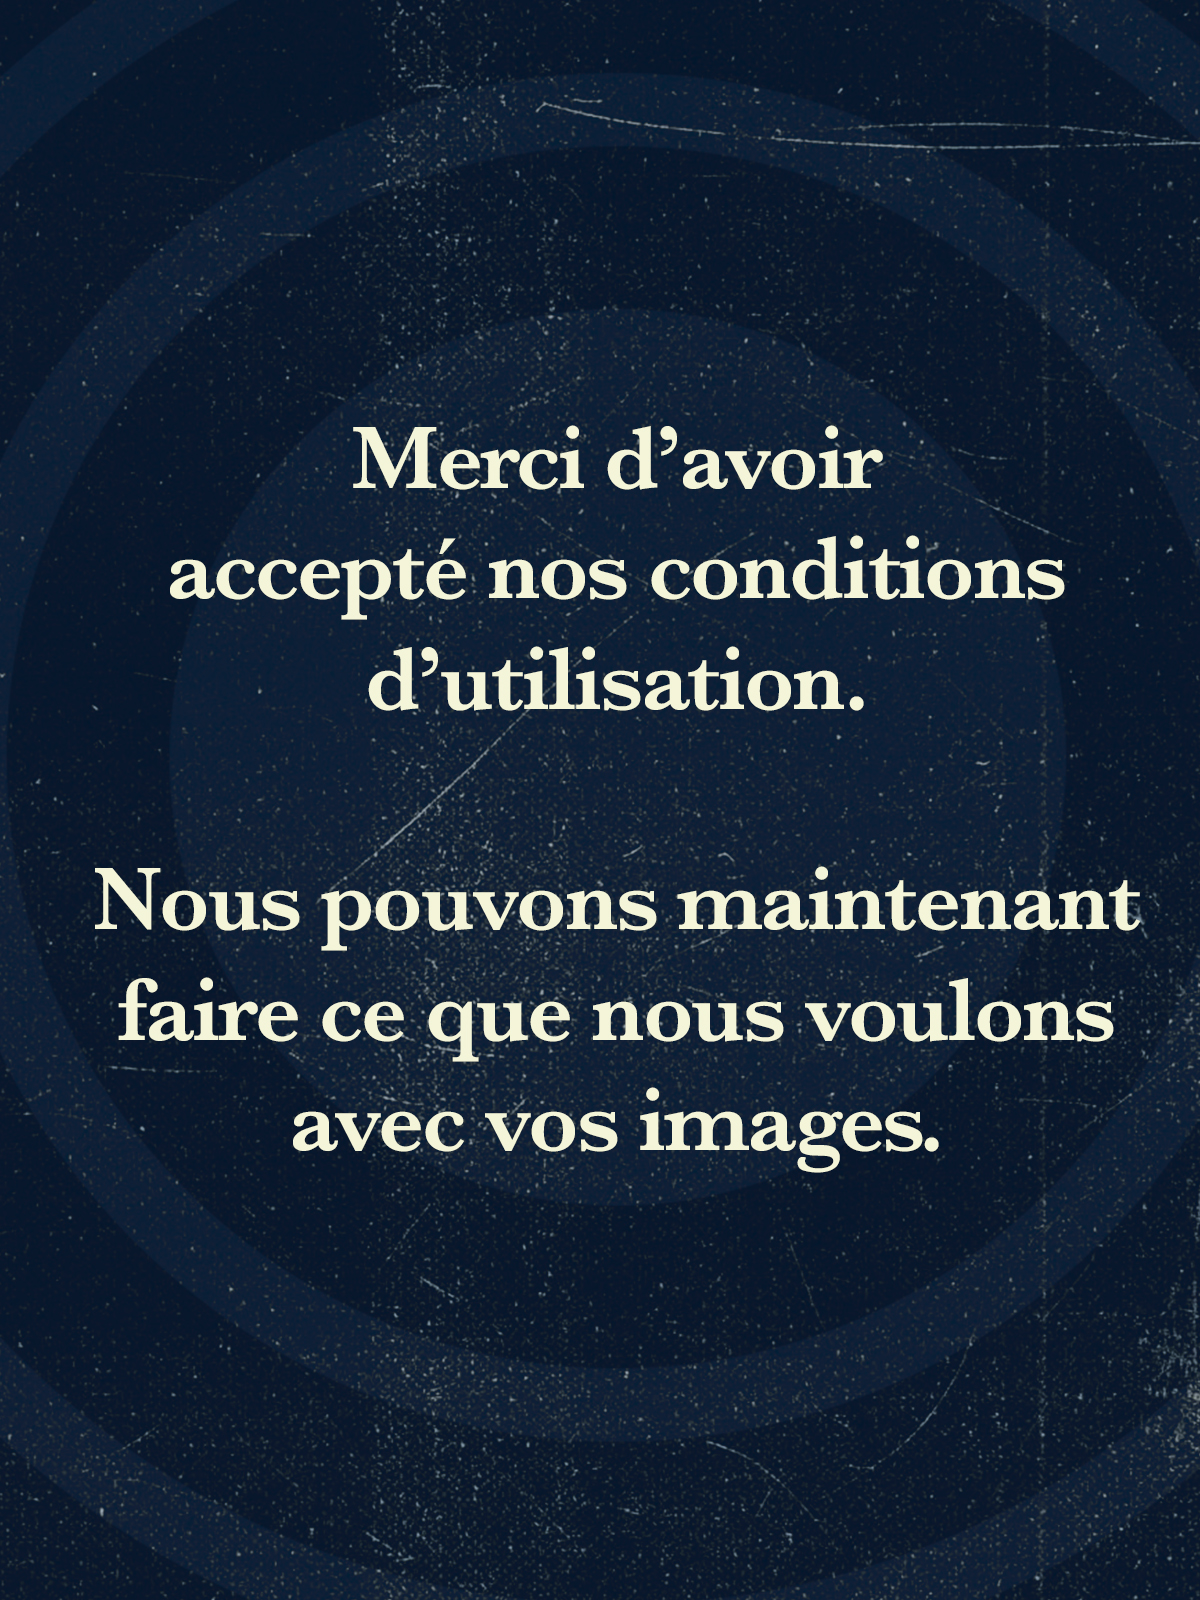 Merci d’avoir
accepté nos conditions
d’utilisation.
Nous pouvons maintenant
faire ce que nous voulons
avec vos images.